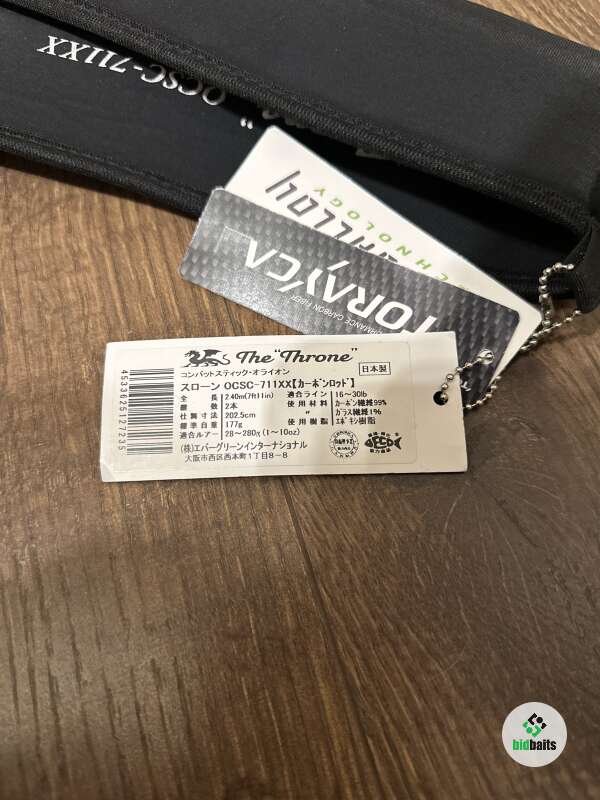 OCSC-711XX
TECHNOLOGY
TORAYCA
PERFORMANCE CARBON FIBER
The "Throne"
コンバットスティック・オライオン
日本製
スローン OCSC-711XX【カーボンロッド】
全長 2.40m(7ft11in) 適合ライン 16〜30lb
継数 2本 使用材料 カーボン繊維99%
仕舞寸法 202.5cm 〃 ガラス繊維1%
標準自重 177g 使用樹脂 エポキシ樹脂
適合ルアー 28〜280g(1〜10oz)
(株)エバーグリーンインターナショナル
大阪市西区西本町1丁目8−8
4533625127235
bidbaits